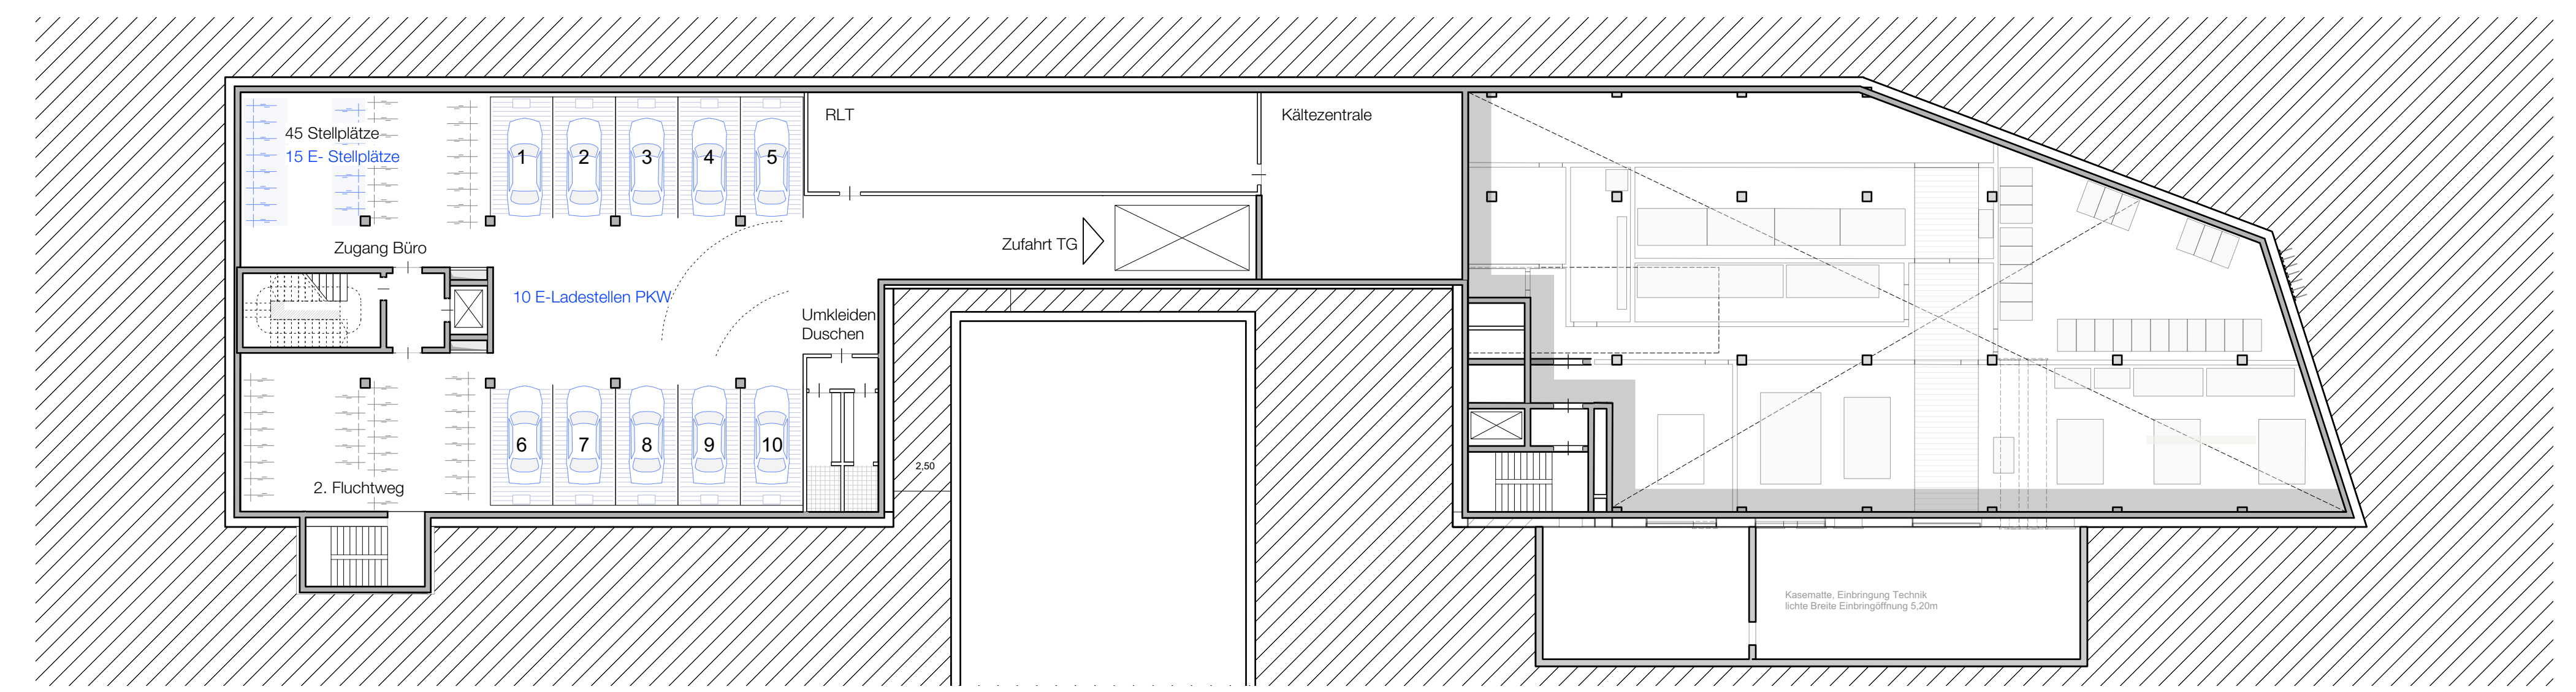 45 Stellplätze
15 E- Stellplätze
1
2
3
4
5
RLT
Kältezentrale
Zugang Büro
Zufahrt TG
10 E-Ladestellen PKW
Umkleiden
Duschen
6
7
8
9
10
2,50
2. Fluchtweg
Kasematte, Einbringung Technik
lichte Breite Einbringöffnung 5,20m